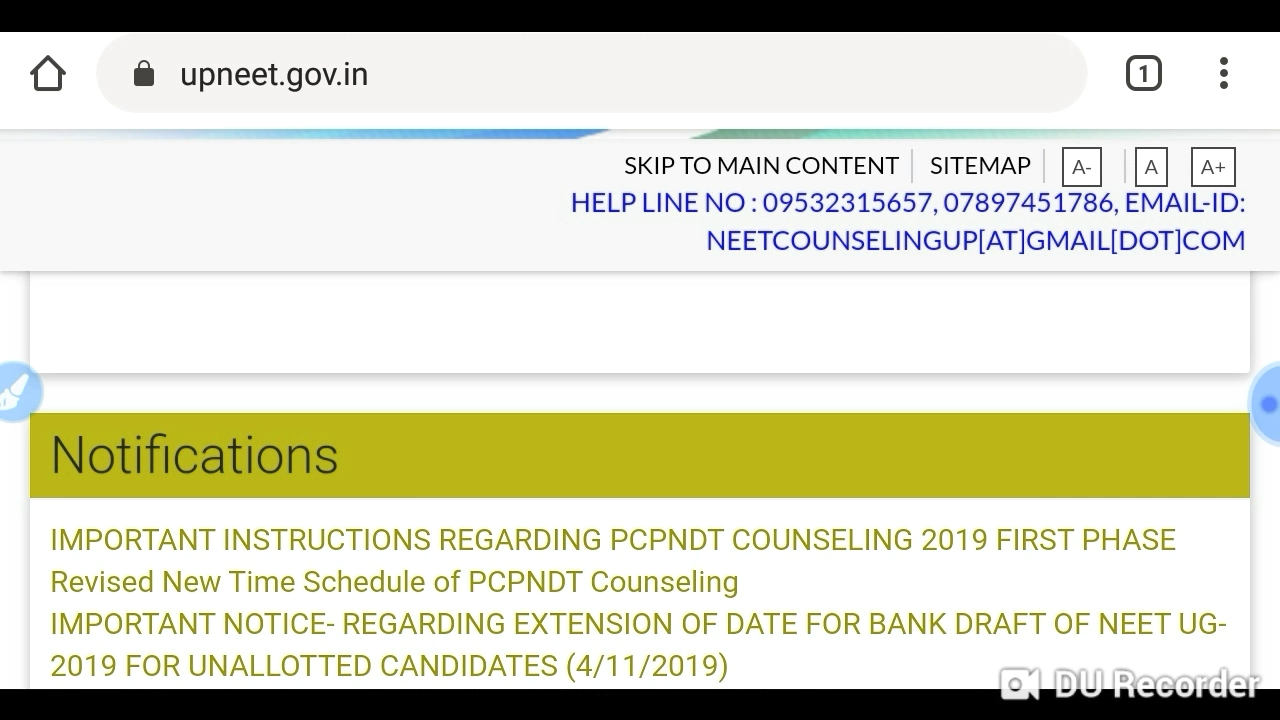 upneet.gov.in
1
SKIP TO MAIN CONTENT SITEMAP A- A A+
HELP LINE NO : 09532315657, 07897451786, EMAIL-ID:
NEETCOUNSELINGUP[AT]GMAIL[DOT]COM
Notifications
IMPORTANT INSTRUCTIONS REGARDING PCPNDT COUNSELING 2019 FIRST PHASE
Revised New Time Schedule of PCPNDT Counseling
IMPORTANT NOTICE- REGARDING EXTENSION OF DATE FOR BANK DRAFT OF NEET UG-
2019 FOR UNALLOTTED CANDIDATES (4/11/2019)
DU Recorder